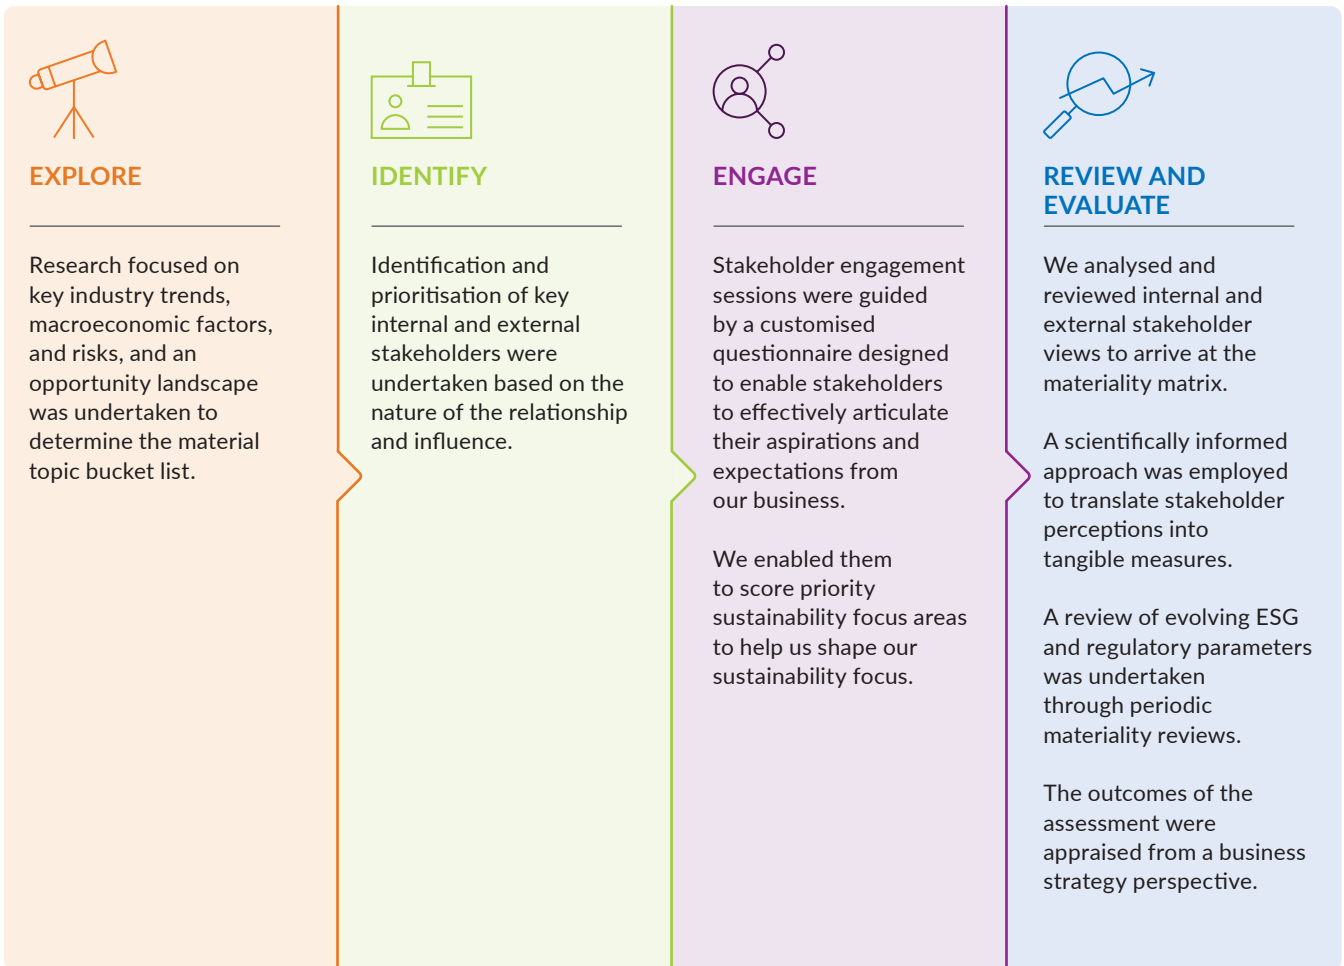 EXPLORE
Research focused on
key industry trends,
macroeconomic factors,
and risks, and an
opportunity landscape
was undertaken to
determine the material
topic bucket list.
IDENTIFY
Identification and
prioritisation of key
internal and external
stakeholders were
undertaken based on the
nature of the relationship
and influence.
ENGAGE
Stakeholder engagement
sessions were guided
by a customised
questionnaire designed
to enable stakeholders
to effectively articulate
their aspirations and
expectations from
our business.
We enabled them
to score priority
sustainability focus areas
to help us shape our
sustainability focus.
REVIEW AND
EVALUATE
We analysed and
reviewed internal and
external stakeholder
views to arrive at the
materiality matrix.
A scientifically informed
approach was employed
to translate stakeholder
perceptions into
tangible measures.
A review of evolving ESG
and regulatory parameters
was undertaken
through periodic
materiality reviews.
The outcomes of the
assessment were
appraised from a business
strategy perspective.